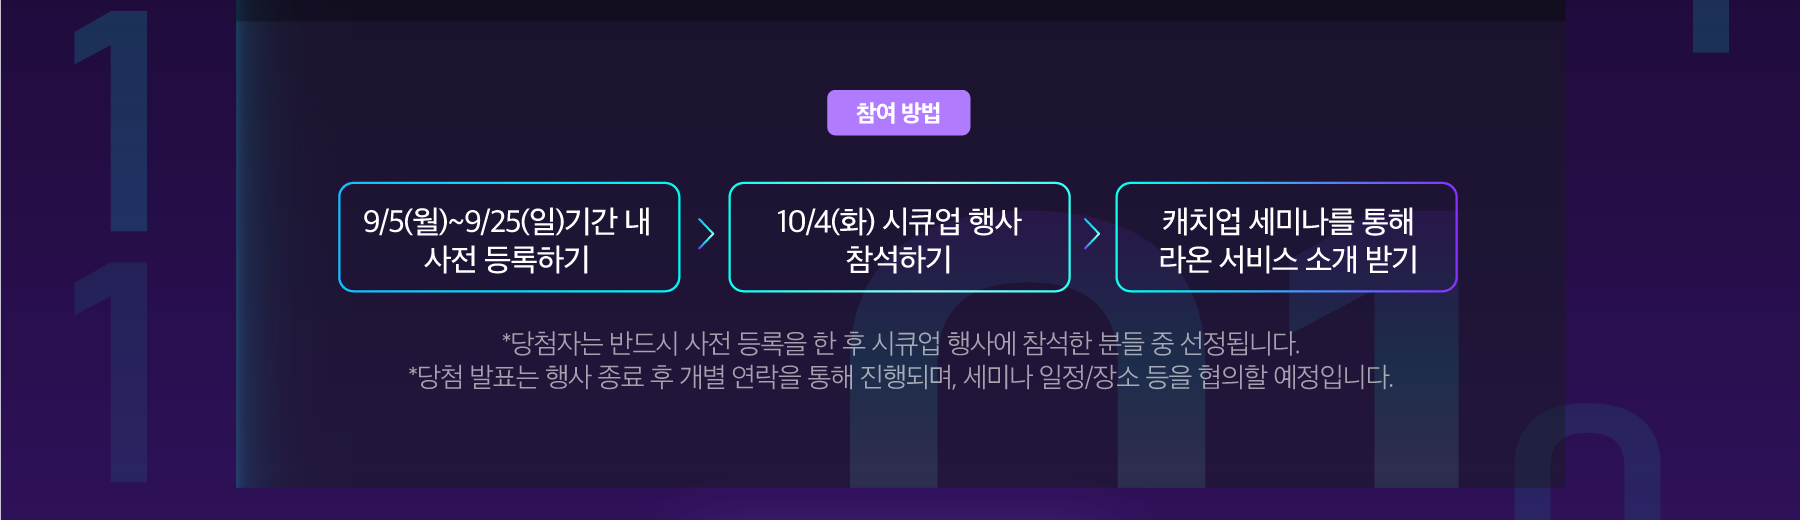 참여 방법
9/5(월)~9/25(일)기간 내
사전 등록하기
10/4(화) 시큐업 행사
참석하기
캐치업 세미나를 통해
라온 서비스 소개 받기
*당첨자는 반드시 사전 등록을 한 후 시큐업 행사에 참석한 분들 중 선정됩니다.
*당첨 발표는 행사 종료 후 개별 연락을 통해 진행되며, 세미나 일정/장소 등을 협의할 예정입니다.